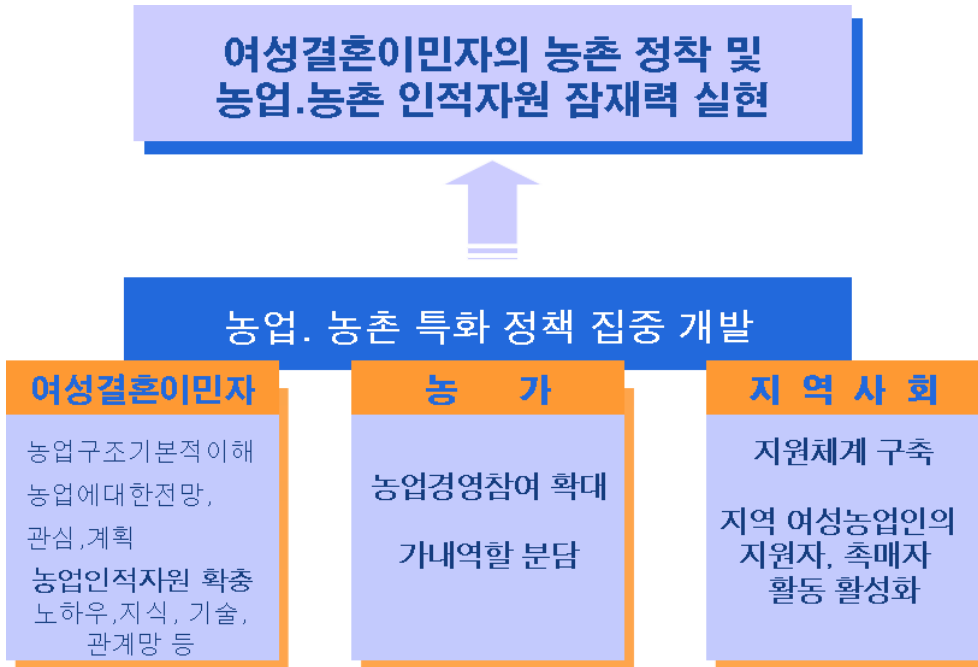 여성결혼이민자의 농촌 정착 및
농업.농촌 인적자원 잠재력 실현
농업. 농촌 특화 정책 집중 개발
여성결혼이민자
농업구조기본적이해
농업에대한전망,
관심,계획
농업인적자원 확충
노하우,지식, 기술,
관계망 등
농 가
농업경영참여 확대
가내역할 분담
지 역 사 회
지원체계 구축
지역 여성농업인의
지원자, 촉매자
활동 활성화